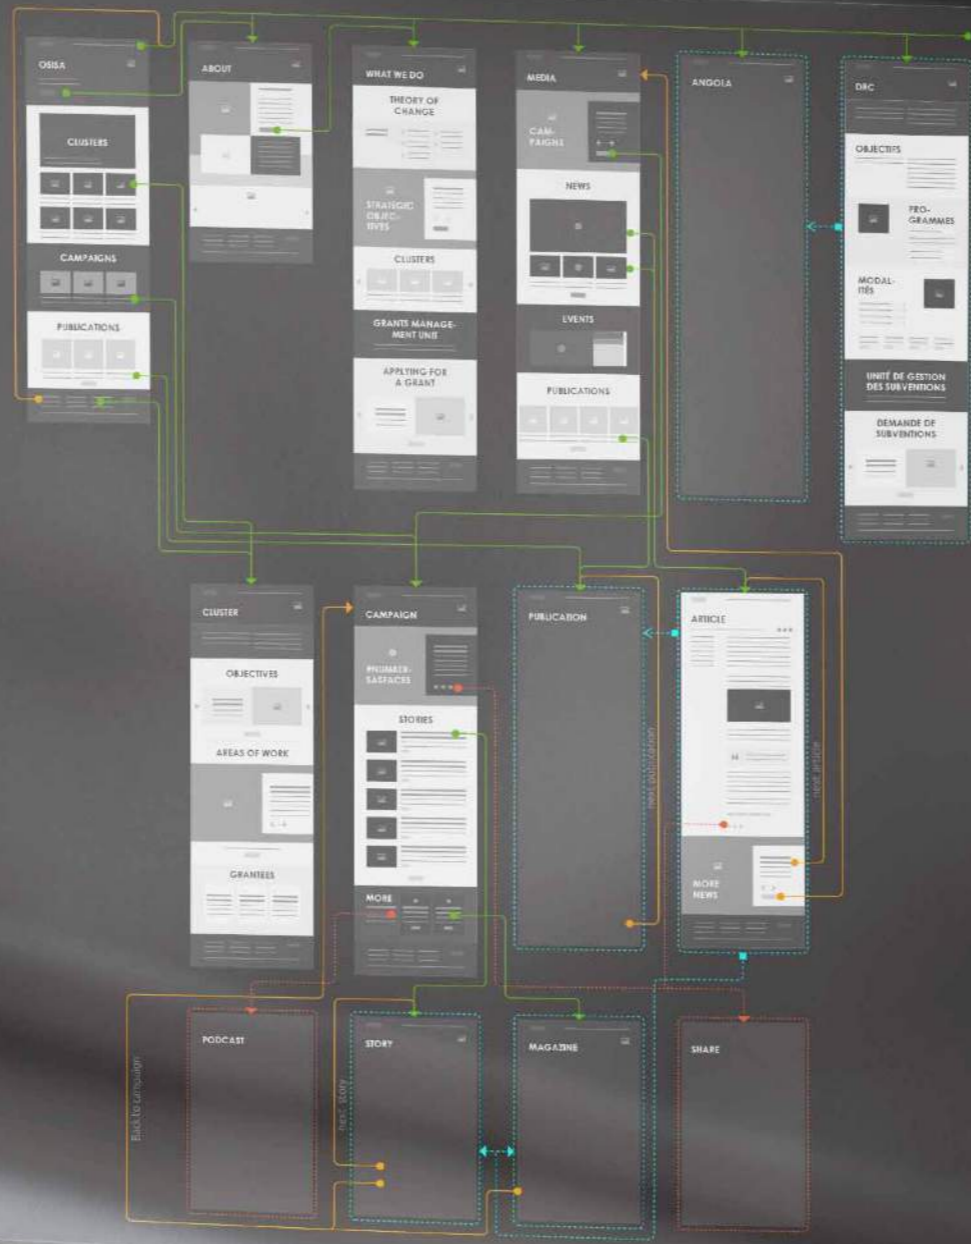 OSISA
CLUSTERS
CAMPAIGNS
PUBLICATIONS
ABOUT
WHAT WE DO
THEORY OF
CHANGE
STRATEGIC
OBJEC-
TIVES
CLUSTERS
GRANTS MANAGE-
MENT UNIT
APPLYING FOR
A GRANT
MEDIA
CAM-
PAIGNS
NEWS
EVENTS
PUBLICATIONS
ANGOLA
DRC
OBJECTIFS
PRO-
GRAMMES
MODAL-
ITÉS
UNITÉ DE GESTION
DES SUBVENTIONS
DEMANDE DE
SUBVENTIONS
CLUSTER
OBJECTIVES
AREAS OF WORK
GRANTEES
CAMPAIGN
STORIES
MORE
PUBLICATION
next publication
ARTICLE
next article
MORE
NEWS
Back to campaign
PODCAST
next story
STORY
MAGAZINE
SHARE